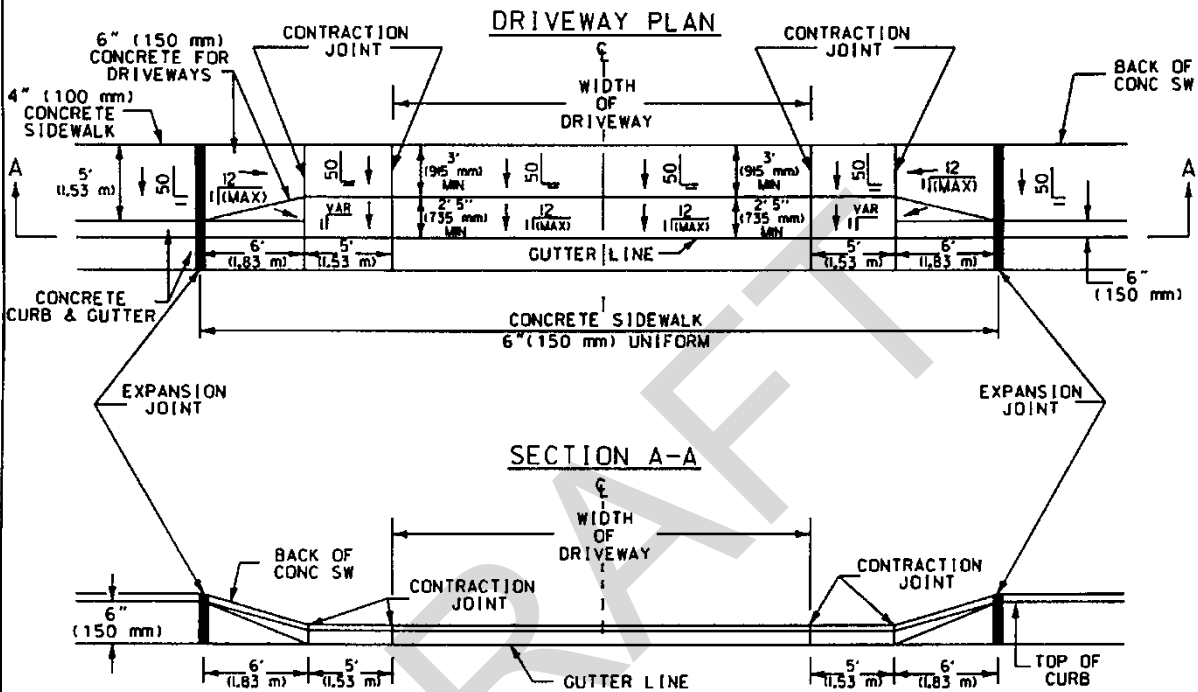 DRIVEWAY PLAN
6" (150 mm)
CONCRETE FOR
DRIVEWAYS
CONTRACTION
JOINT
℄
WIDTH
OF
DRIVEWAY
CONTRACTION
JOINT
BACK OF
CONC SW
4" (100 mm)
CONCRETE
SIDEWALK
A
5'
(1.53 m)
50
1
12
1 (MAX)
50
1
3'
(915 mm)
MIN
50
1
50
1
3'
(915 mm)
MIN
50
1
12
1 (MAX)
50
1
A
VAR
1
2' 5"
(735 mm)
MIN
12
1 (MAX)
12
1 (MAX)
2' 5"
(735 mm)
MIN
VAR
1
6'
(1.83 m)
5'
(1.53 m)
GUTTER LINE
5'
(1.53 m)
6'
(1.83 m)
6"
(150 mm)
CONCRETE
CURB & GUTTER
CONCRETE SIDEWALK
6"(150 mm) UNIFORM
EXPANSION
JOINT
EXPANSION
JOINT
SECTION A-A
℄
WIDTH
OF
DRIVEWAY
BACK OF
CONC SW
CONTRACTION
JOINT
CONTRACTION
JOINT
6"
(150 mm)
6'
(1.83 m)
5'
(1.53 m)
GUTTER LINE
5'
(1.53 m)
6'
(1.83 m)
TOP OF
CURB
DRAFT